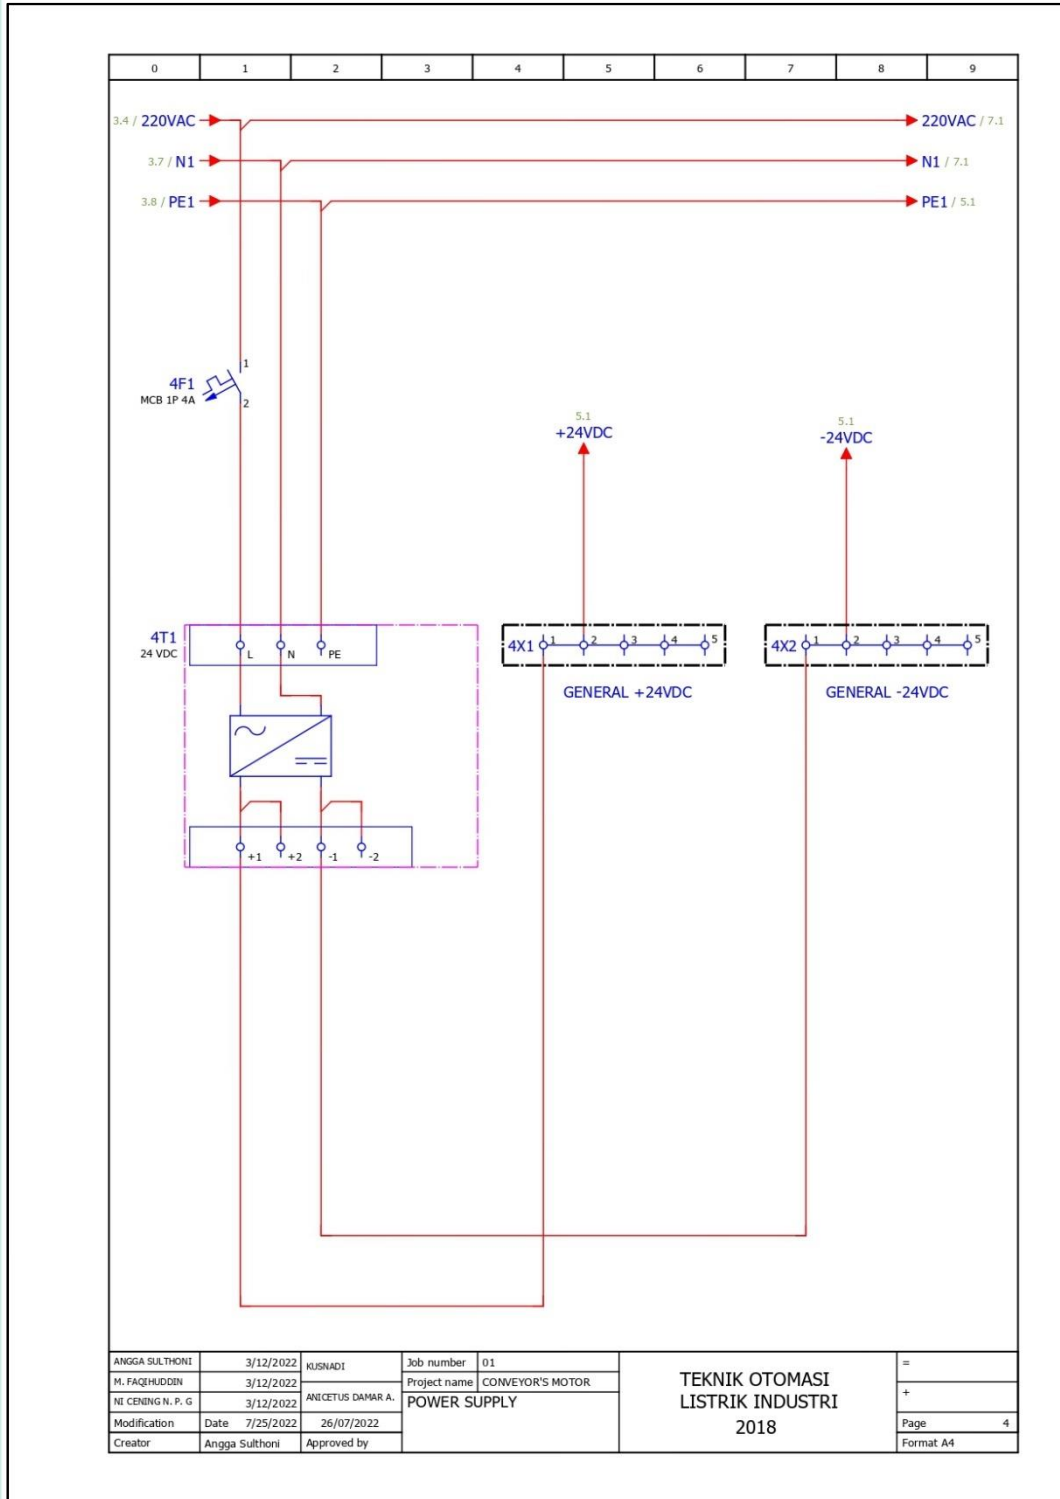 0 1 2 3 4 5 6 7 8 9
3.4 / 220VAC
220VAC / 7.1
3.7 / N1
N1 / 7.1
3.8 / PE1
PE1 / 5.1
1
4F1
MCB 1P 4A
2
5.1
+24VDC
5.1
-24VDC
4T1
24 VDC
L N PE
4X1 1 2 3 4 5
GENERAL +24VDC
4X2 1 2 3 4 5
GENERAL -24VDC
+1 +2 -1 -2
ANGGA SULTHONI 3/12/2022
M. FAQIHUDDIN 3/12/2022
NI CENING N. P. G 3/12/2022
Modification Date 7/25/2022
Creator Angga Sulthoni
KUSNADI
ANICETUS DAMAR A.
26/07/2022
Approved by
Job number 01
Project name CONVEYOR'S MOTOR
POWER SUPPLY
TEKNIK OTOMASI
LISTRIK INDUSTRI
2018
=
+
Page 4
Format A4